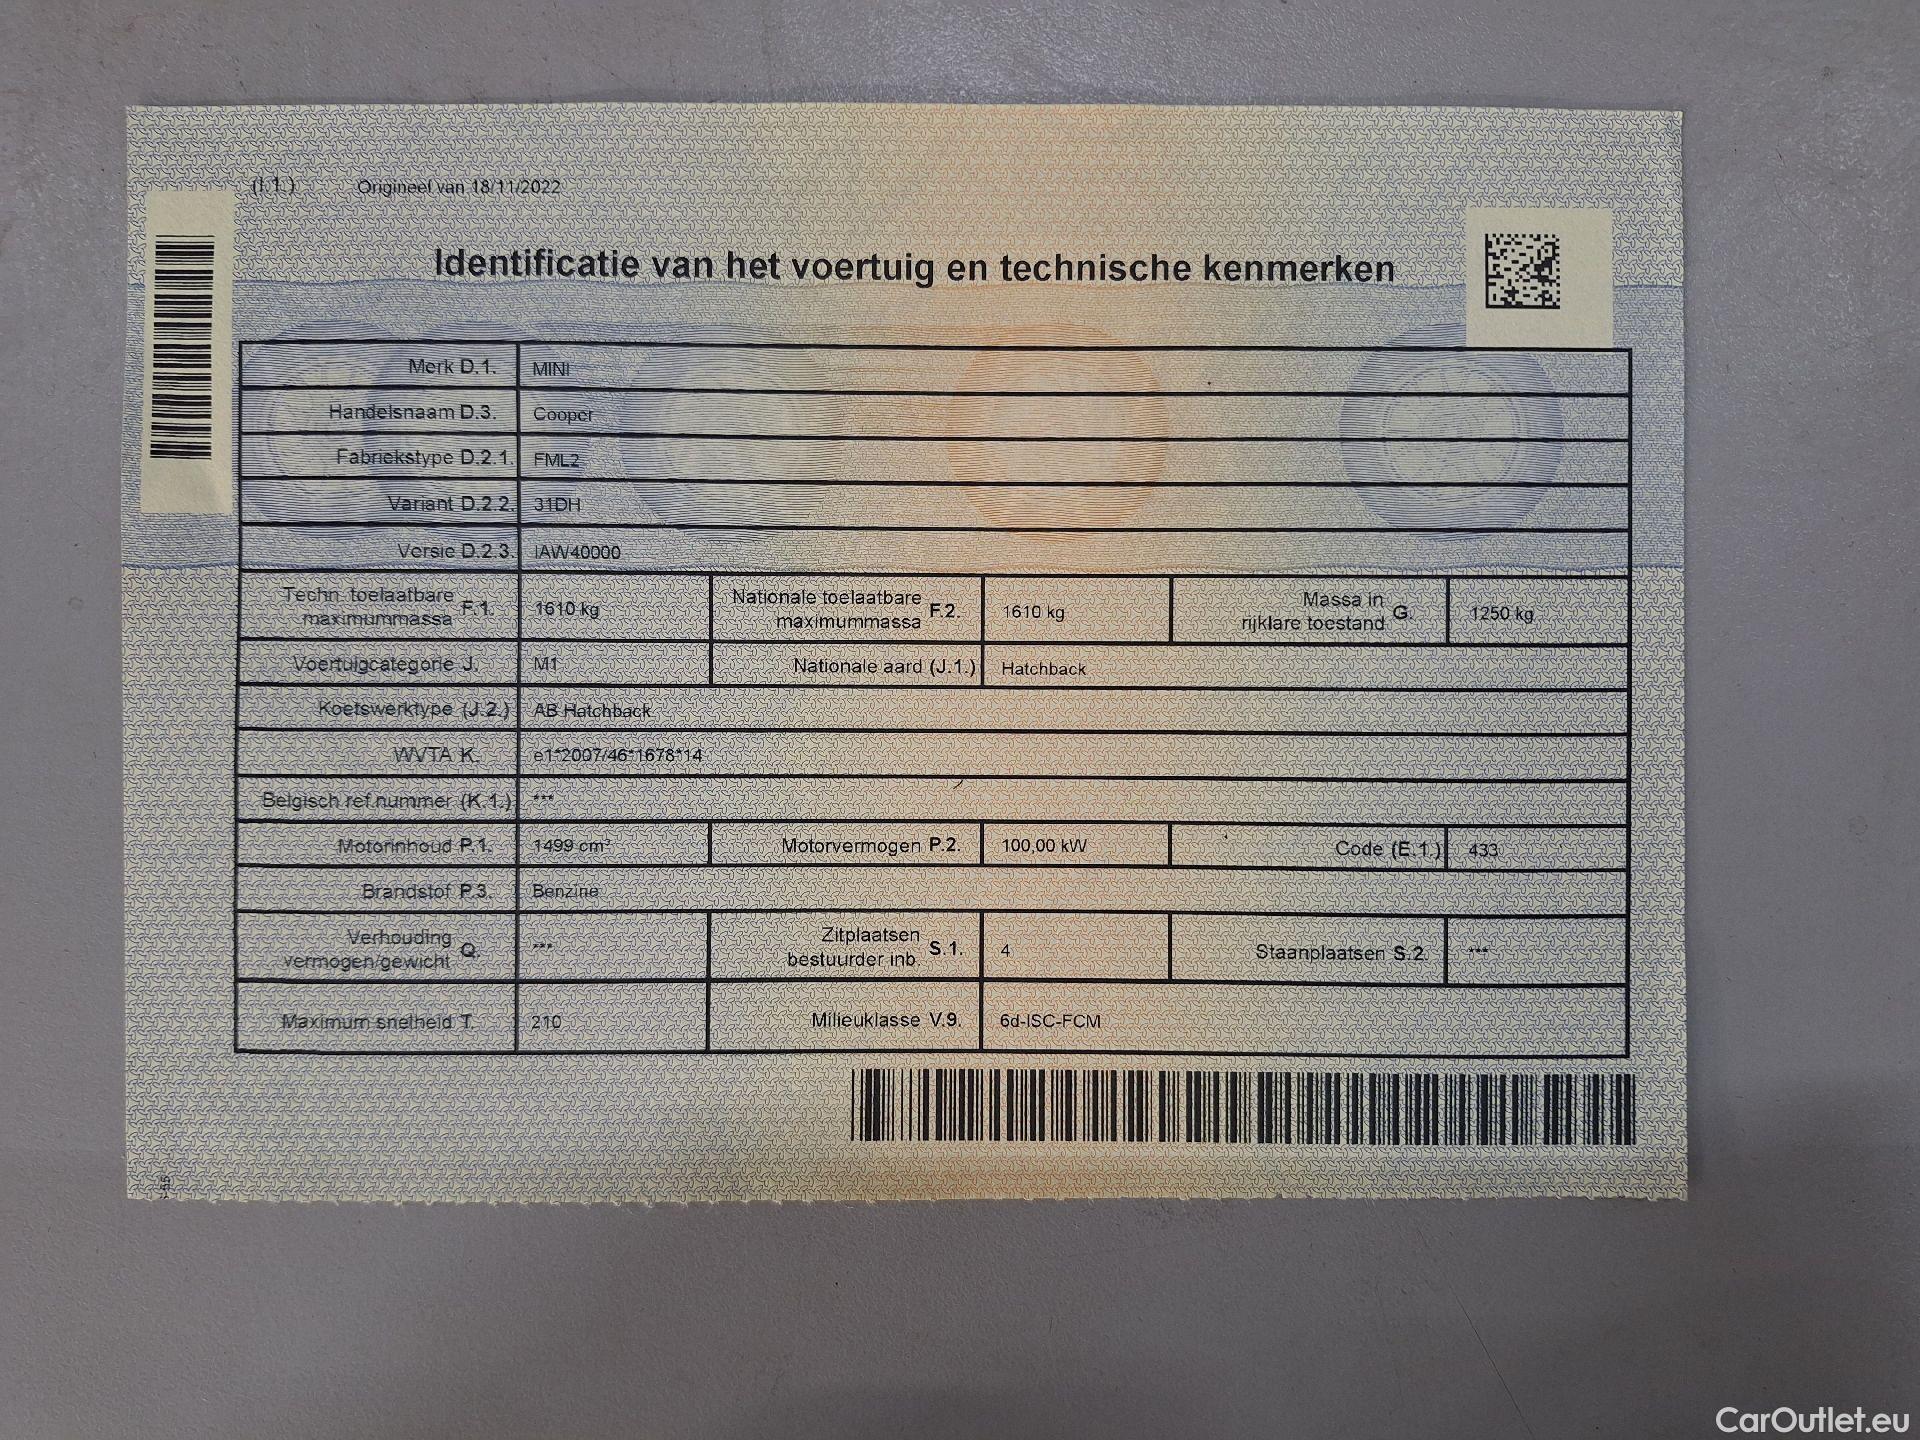 (I.1.) Origineel van 18/11/2022
Identificatie van het voertuig en technische kenmerken
Merk D.1. MINI
Handelsnaam D.3. Cooper
Fabriekstype D.2.1. FML2
Variant D.2.2. 31DH
Versie D.2.3. IAW40000
Techn. toelaatbare maximummassa F.1. 1610 kg Nationale toelaatbare maximummassa F.2. 1610 kg Massa in rijklare toestand G. 1250 kg
Voertuigcategorie J. M1 Nationale aard (J.1.) Hatchback
Koetswerktype (J.2.) AB Hatchback
WVTA K. e1*2007/46*1678*14
Belgisch ref.nummer (K.1.) ***
Motorinhoud P.1. 1499 cm³ Motorvermogen P.2. 100,00 kW Code (E.1.) 433
Brandstof P.3. Benzine
Verhouding vermogen/gewicht Q. *** Zitplaatsen bestuurder inb. S.1. 4 Staanplaatsen S.2. ***
Maximum snelheid T. 210 Milieuklasse V.9. 6d-ISC-FCM
CarOutlet.eu